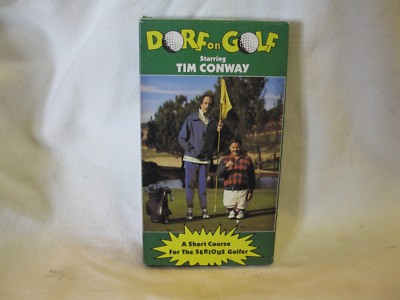 DORF on GOLF
Starring
TIM CONWAY
A Short Course
For The SERIOUS Golfer